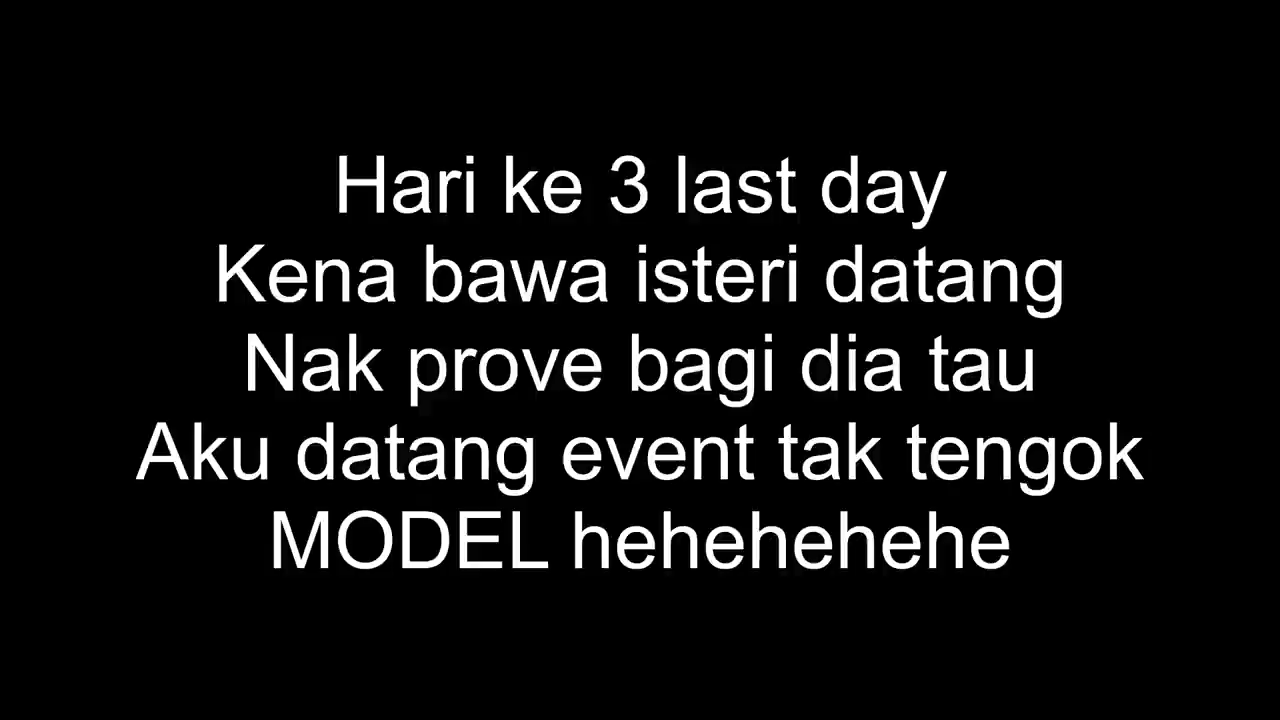 Hari ke 3 last day
Kena bawa isteri datang
Nak prove bagi dia tau
Aku datang event tak tengok
MODEL hehehehehe